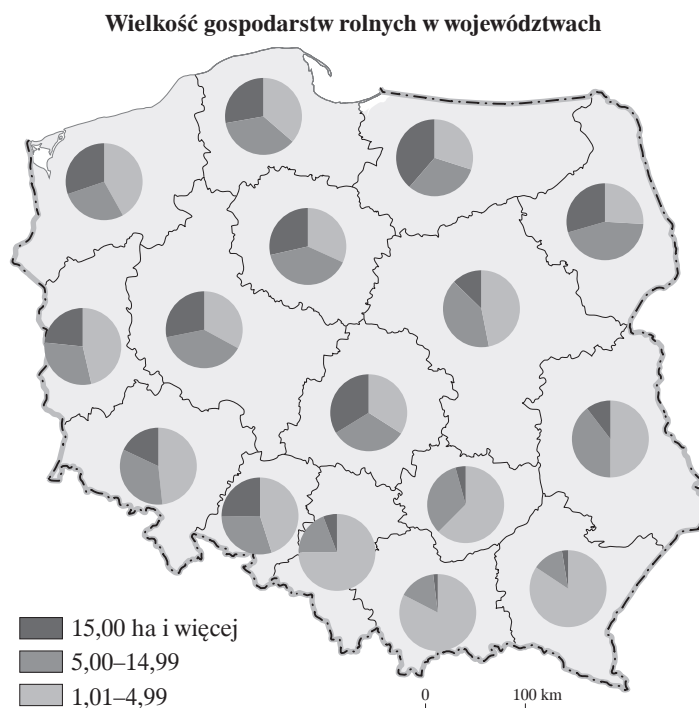 Wielkość gospodarstw rolnych w województwach
15,00 ha i więcej
5,00–14,99
1,01–4,99
0 100 km